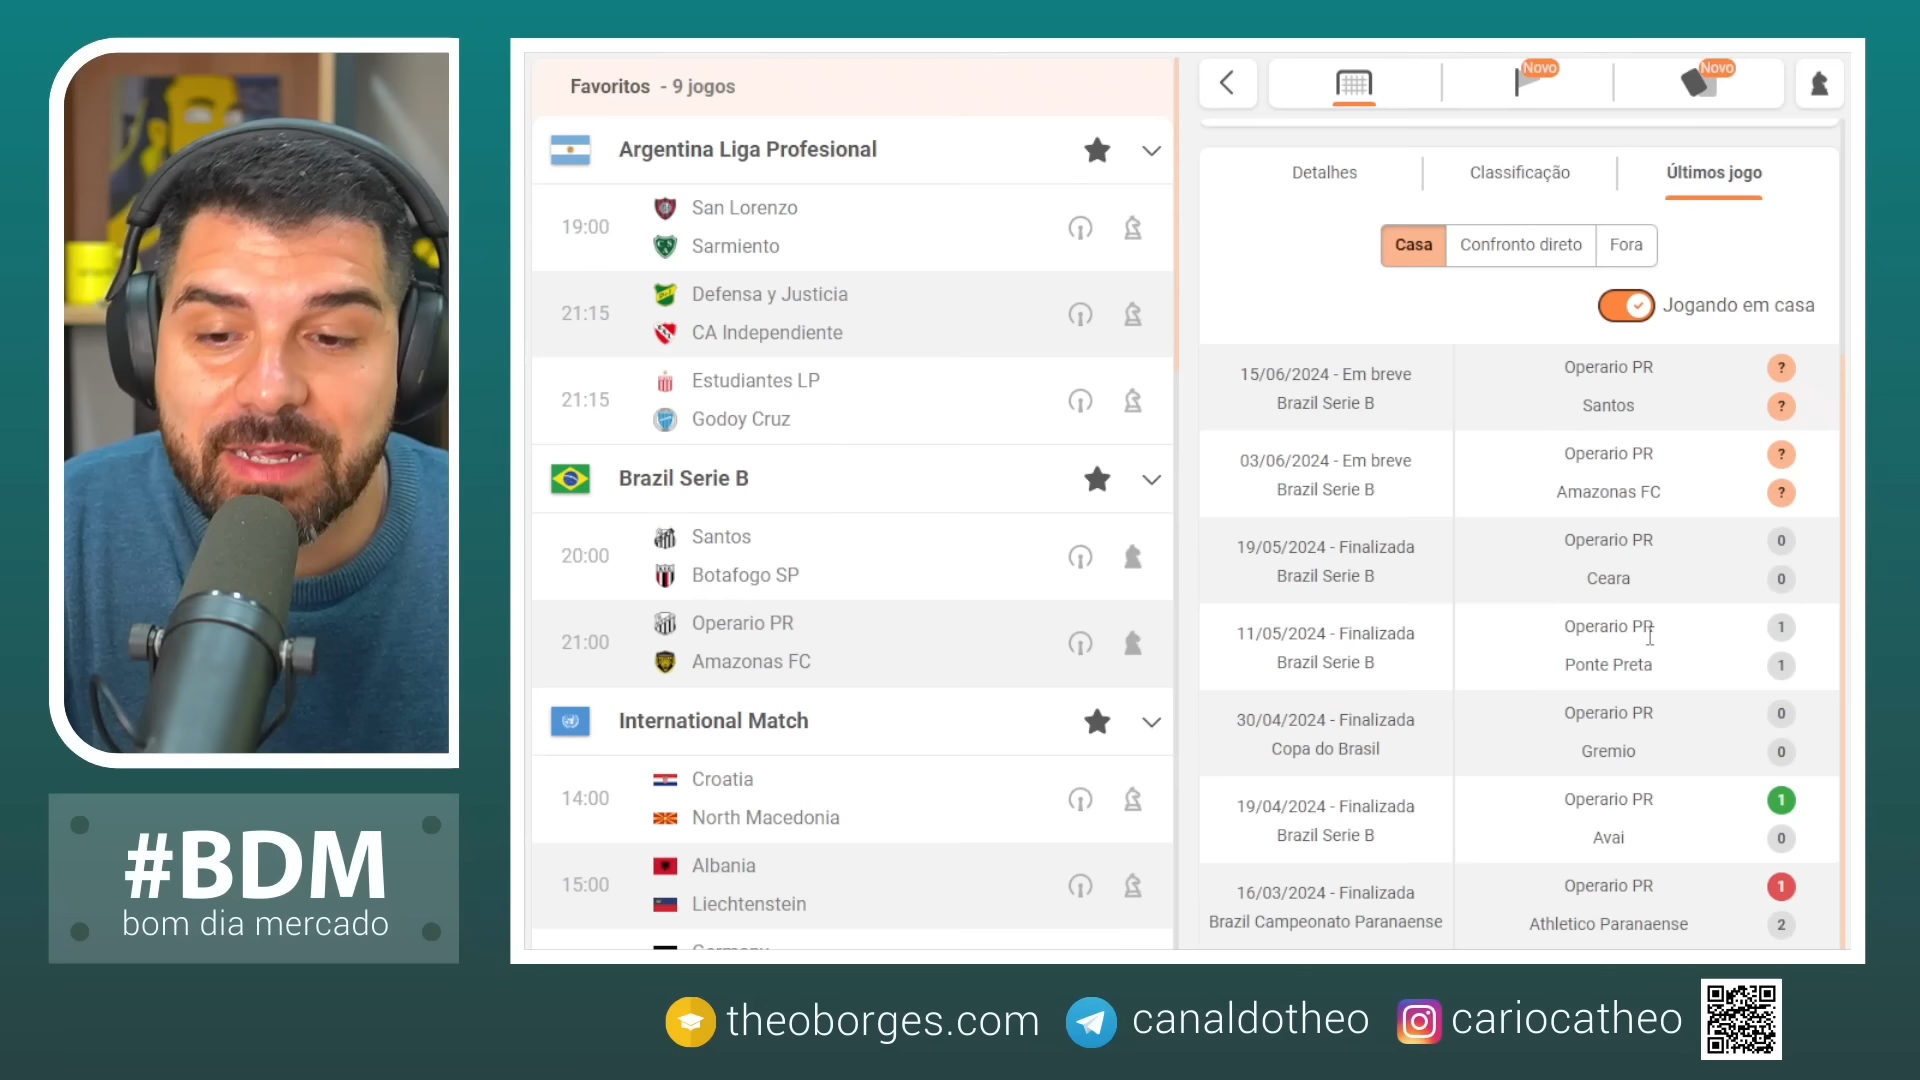 Favoritos - 9 jogos
Argentina Liga Profesional
19:00
San Lorenzo
Sarmiento
21:15
Defensa y Justicia
CA Independiente
21:15
Estudiantes LP
Godoy Cruz
Brazil Serie B
20:00
Santos
Botafogo SP
21:00
Operario PR
Amazonas FC
International Match
14:00
Croatia
North Macedonia
15:00
Albania
Liechtenstein
Novo
Novo
Detalhes
Classificação
Últimos jogo
Casa
Confronto direto
Fora
Jogando em casa
15/06/2024 - Em breve
Brazil Serie B
Operario PR ?
Santos ?
03/06/2024 - Em breve
Brazil Serie B
Operario PR ?
Amazonas FC ?
19/05/2024 - Finalizada
Brazil Serie B
Operario PR 0
Ceara 0
11/05/2024 - Finalizada
Brazil Serie B
Operario PR 1
Ponte Preta 1
30/04/2024 - Finalizada
Copa do Brasil
Operario PR 0
Gremio 0
19/04/2024 - Finalizada
Brazil Serie B
Operario PR 1
Avai 0
16/03/2024 - Finalizada
Brazil Campeonato Paranaense
Operario PR 1
Athletico Paranaense 2
#BDM
bom dia mercado
theoborges.com
canaldotheo
cariocatheo